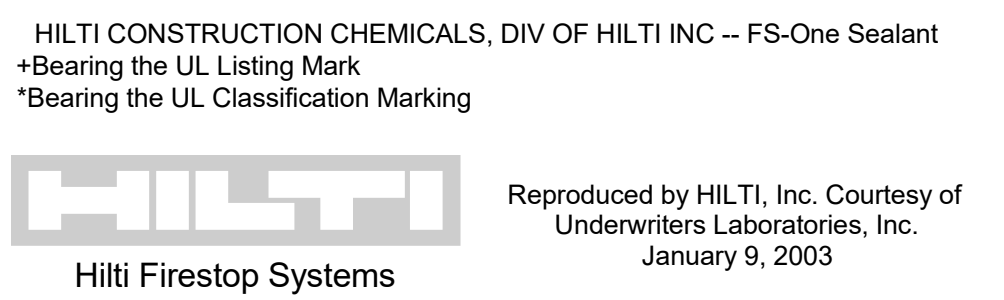 HILTI CONSTRUCTION CHEMICALS, DIV OF HILTI INC -- FS-One Sealant
+Bearing the UL Listing Mark
*Bearing the UL Classification Marking
HILTI
Hilti Firestop Systems
Reproduced by HILTI, Inc. Courtesy of
Underwriters Laboratories, Inc.
January 9, 2003